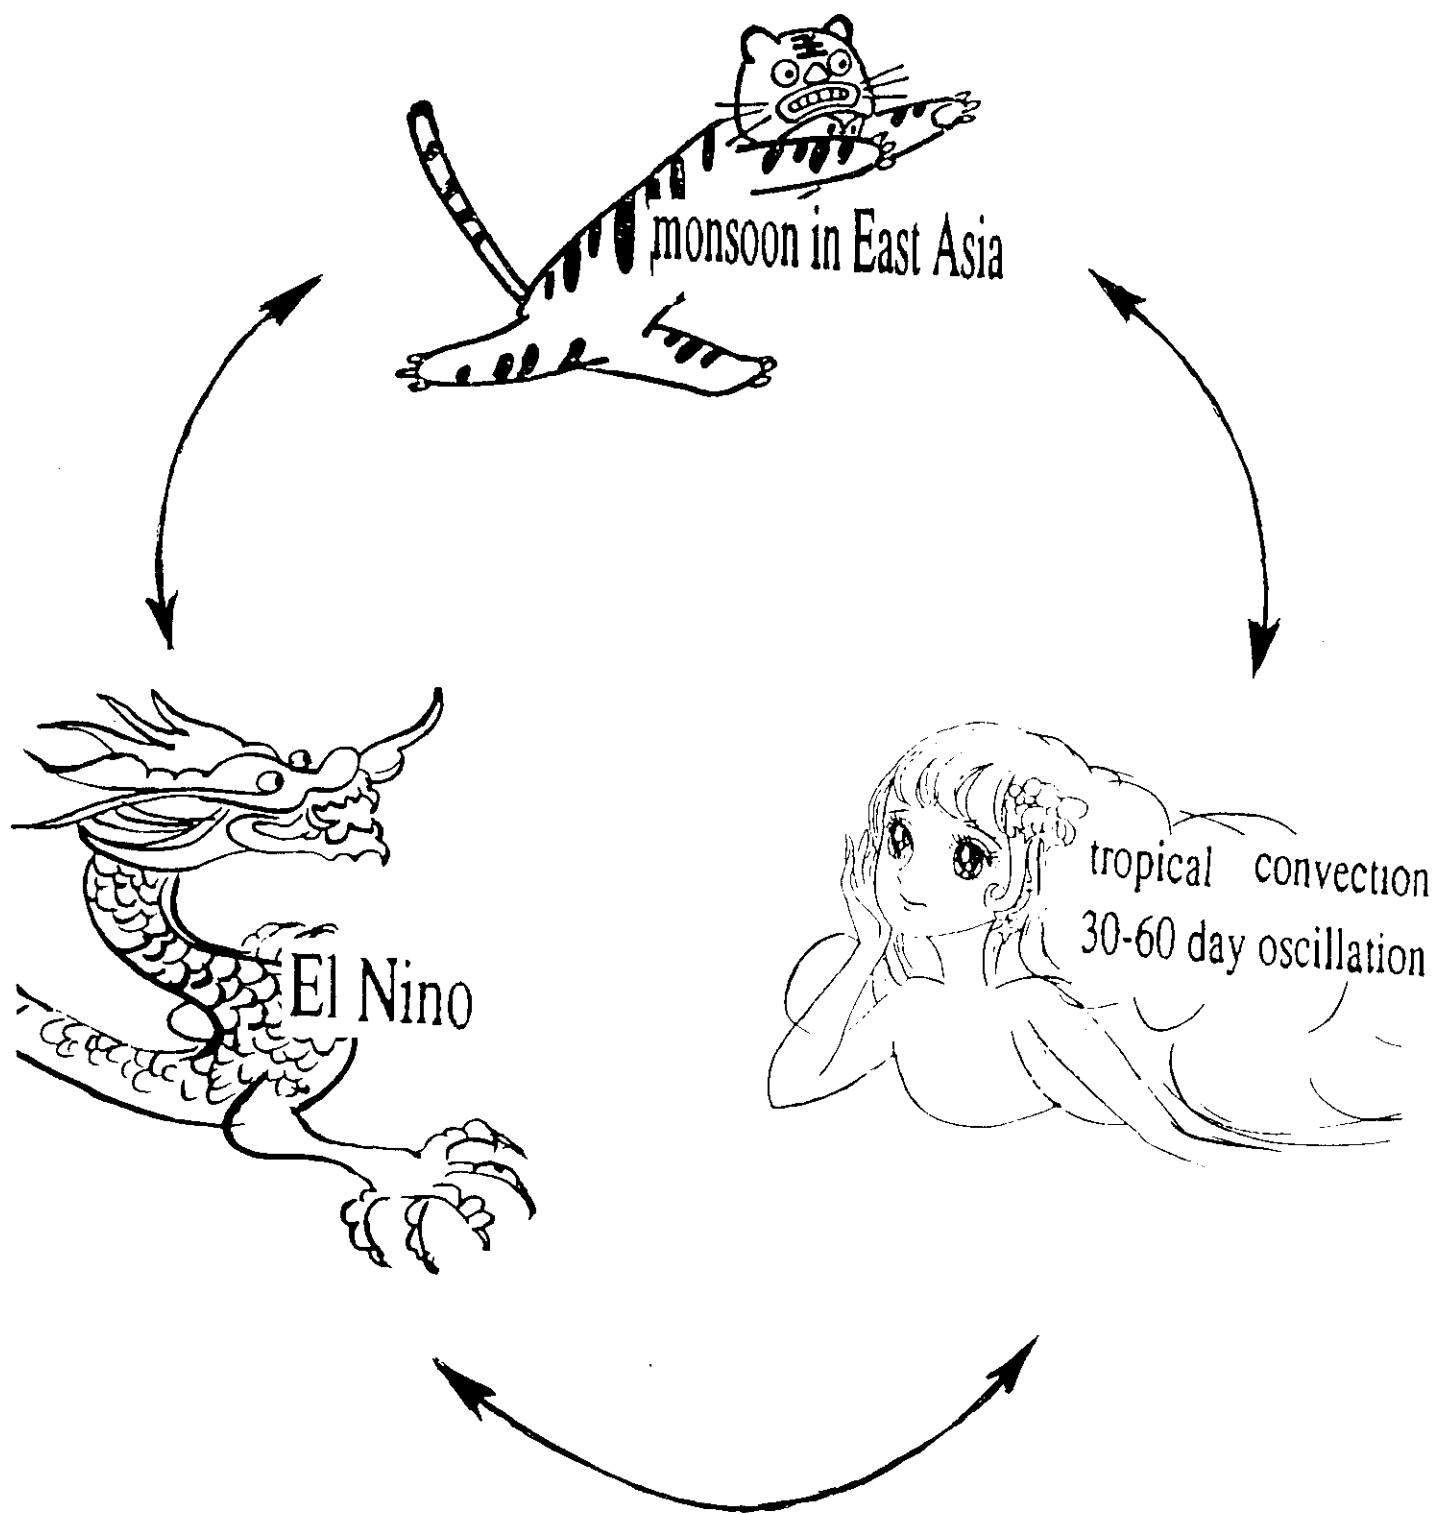 monsoon in East Asia
El Nino
tropical convection
30-60 day oscillation